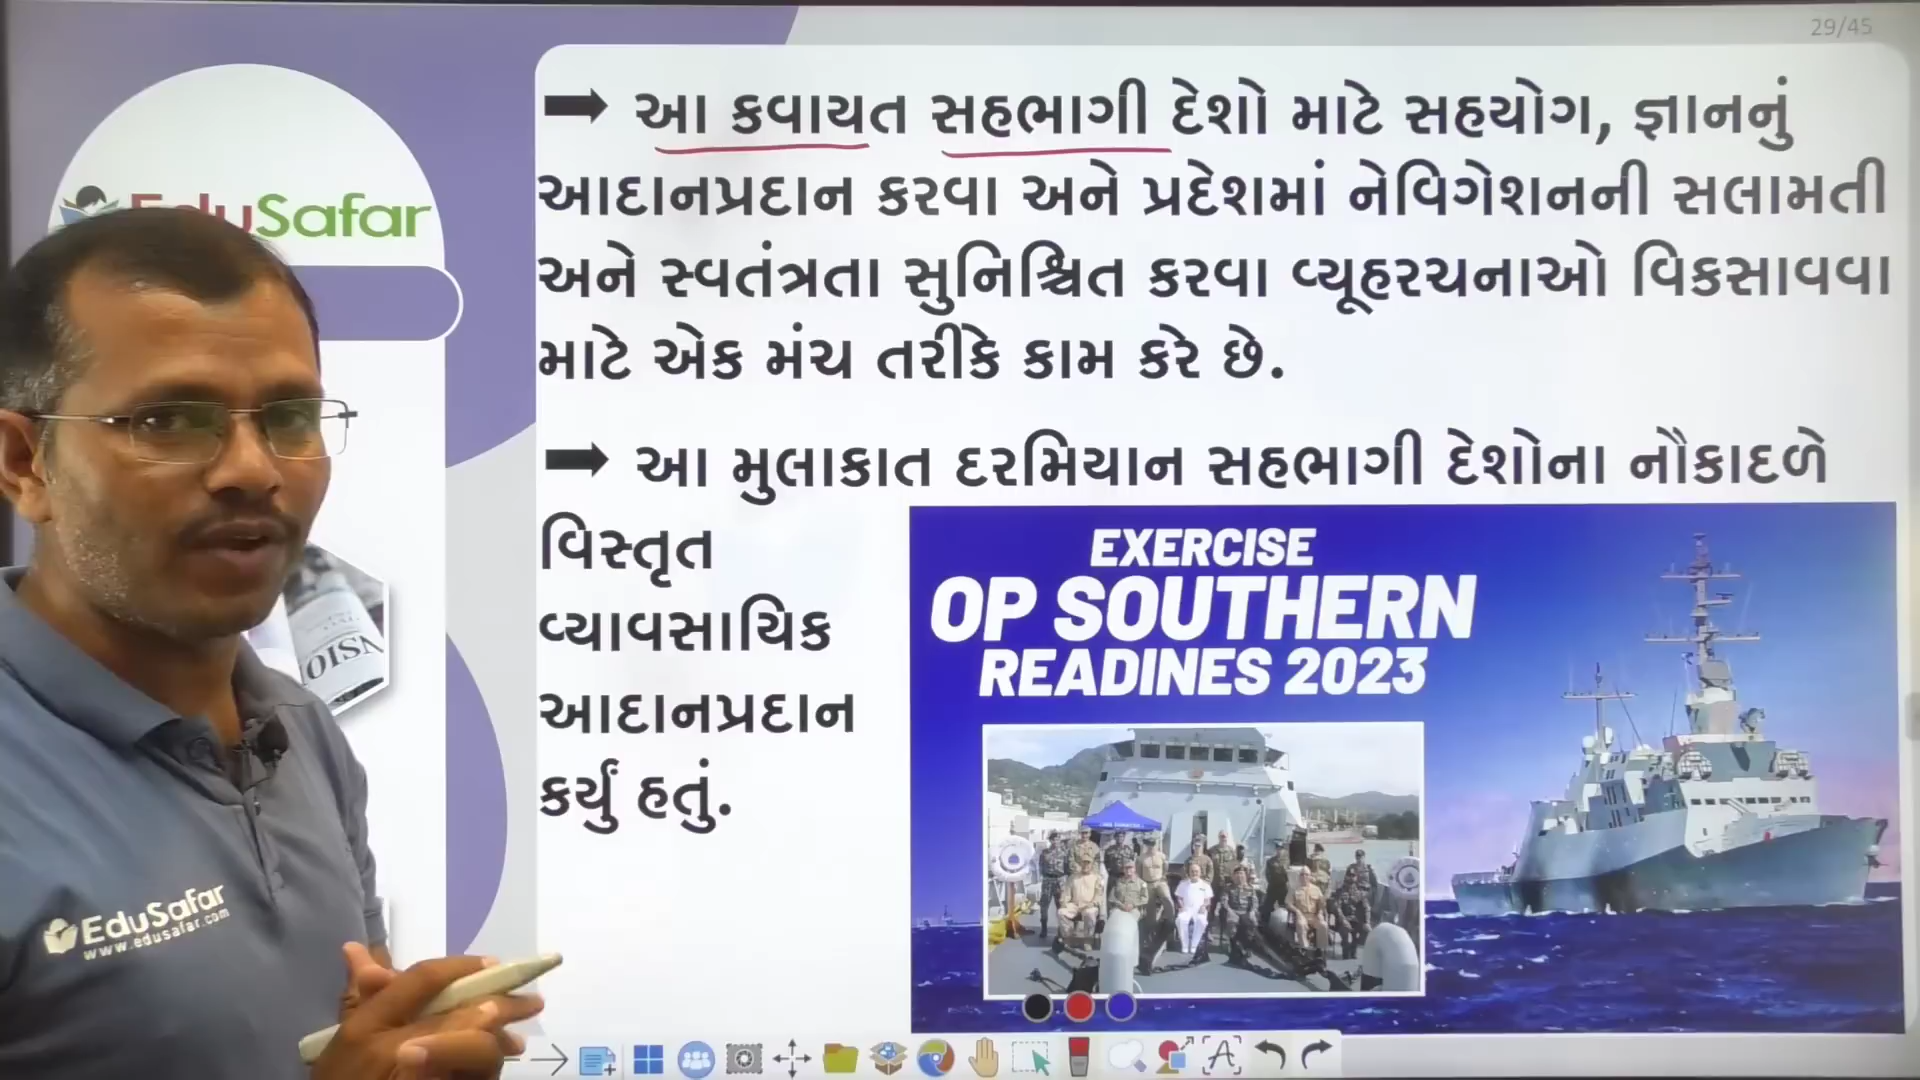 29/45
➡ આ કવાયત સહભાગી દેશો માટે સહયોગ, જ્ઞાનનું
આદાનપ્રદાન કરવા અને પ્રદેશમાં નેવિગેશનની સલામતી
અને સ્વતંત્રતા સુનિશ્ચિત કરવા વ્યૂહરચનાઓ વિકસાવવા
માટે એક મંચ તરીકે કામ કરે છે.
➡ આ મુલાકાત દરમિયાન સહભાગી દેશોના નૌકાદળે
વિસ્તૃત
વ્યાવસાયિક
આદાનપ્રદાન
કર્યું હતું.
EXERCISE
OP SOUTHERN
READINES 2023
EduSafar
EduSafar
www.edusafar.com